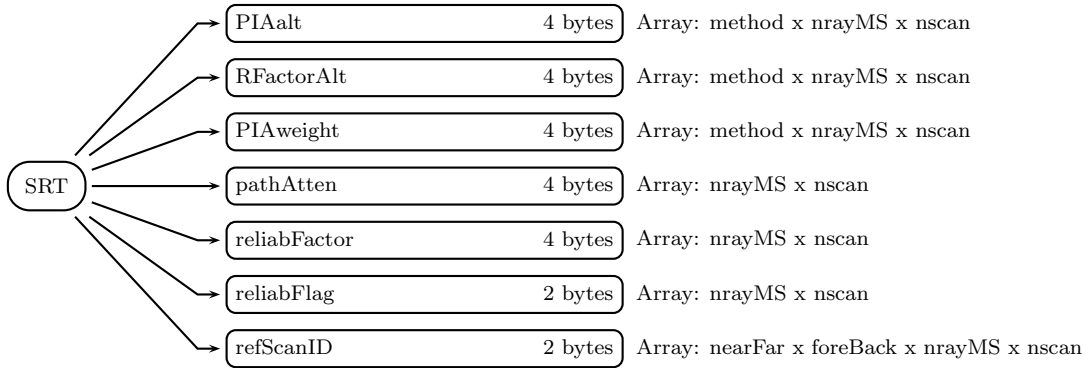 PIAalt 4 bytes Array: method x nrayMS x nscan
RFactorAlt 4 bytes Array: method x nrayMS x nscan
PIAweight 4 bytes Array: method x nrayMS x nscan
SRT pathAtten 4 bytes Array: nrayMS x nscan
reliabFactor 4 bytes Array: nrayMS x nscan
reliabFlag 2 bytes Array: nrayMS x nscan
refScanID 2 bytes Array: nearFar x foreBack x nrayMS x nscan